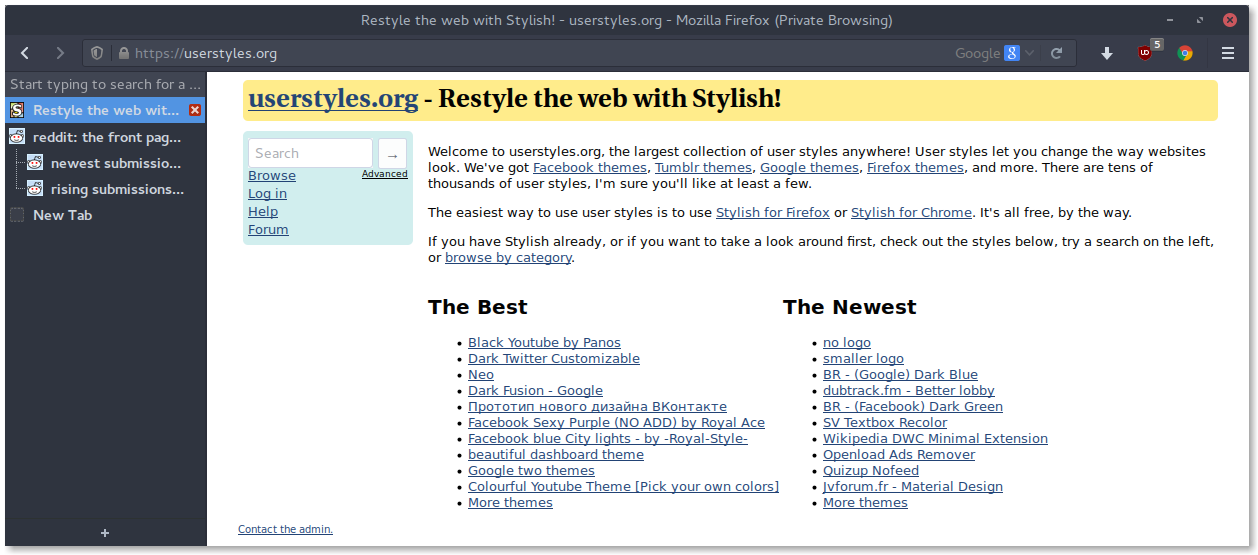 Restyle the web with Stylish! - userstyles.org - Mozilla Firefox (Private Browsing)
https://userstyles.org
Google
8
uO
5
Start typing to search for a ...
Restyle the web wit...
reddit: the front pag...
newest submissio...
rising submissions...
New Tab
+
userstyles.org - Restyle the web with Stylish!
Search
→
Browse
Advanced
Log in
Help
Forum
Welcome to userstyles.org, the largest collection of user styles anywhere! User styles let you change the way websites
look. We've got Facebook themes, Tumblr themes, Google themes, Firefox themes, and more. There are tens of
thousands of user styles, I'm sure you'll like at least a few.
The easiest way to use user styles is to use Stylish for Firefox or Stylish for Chrome. It's all free, by the way.
If you have Stylish already, or if you want to take a look around first, check out the styles below, try a search on the left,
or browse by category.
The Best
Black Youtube by Panos
Dark Twitter Customizable
Neo
Dark Fusion - Google
Прототип нового дизайна ВКонтакте
Facebook Sexy Purple (NO ADD) by Royal Ace
Facebook blue City lights - by -Royal-Style-
beautiful dashboard theme
Google two themes
Colourful Youtube Theme [Pick your own colors]
More themes
The Newest
no logo
smaller logo
BR - (Google) Dark Blue
dubtrack.fm - Better lobby
BR - (Facebook) Dark Green
SV Textbox Recolor
Wikipedia DWC Minimal Extension
Openload Ads Remover
Quizup Nofeed
Jvforum.fr - Material Design
More themes
Contact the admin.